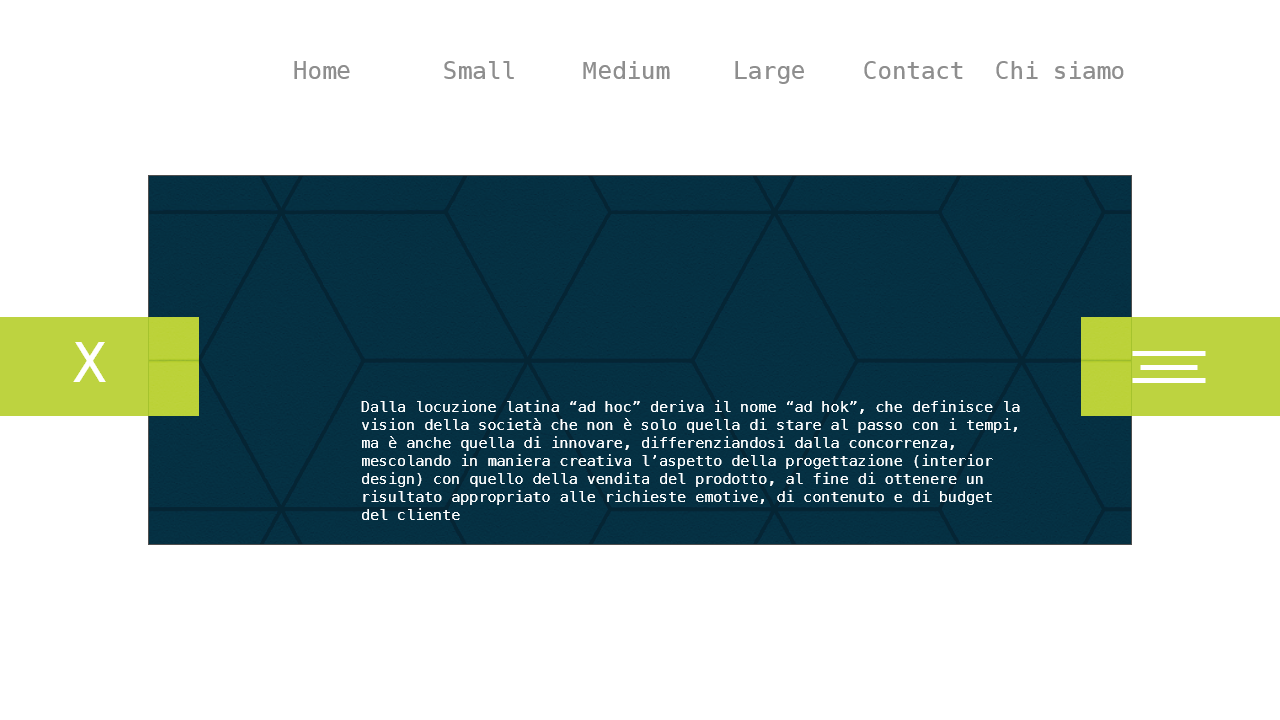 Home Small Medium Large Contact Chi siamo
X
Dalla locuzione latina “ad hoc” deriva il nome “ad hok”, che definisce la
vision della società che non è solo quella di stare al passo con i tempi,
ma è anche quella di innovare, differenziandosi dalla concorrenza,
mescolando in maniera creativa l’aspetto della progettazione (interior
design) con quello della vendita del prodotto, al fine di ottenere un
risultato appropriato alle richieste emotive, di contenuto e di budget
del cliente